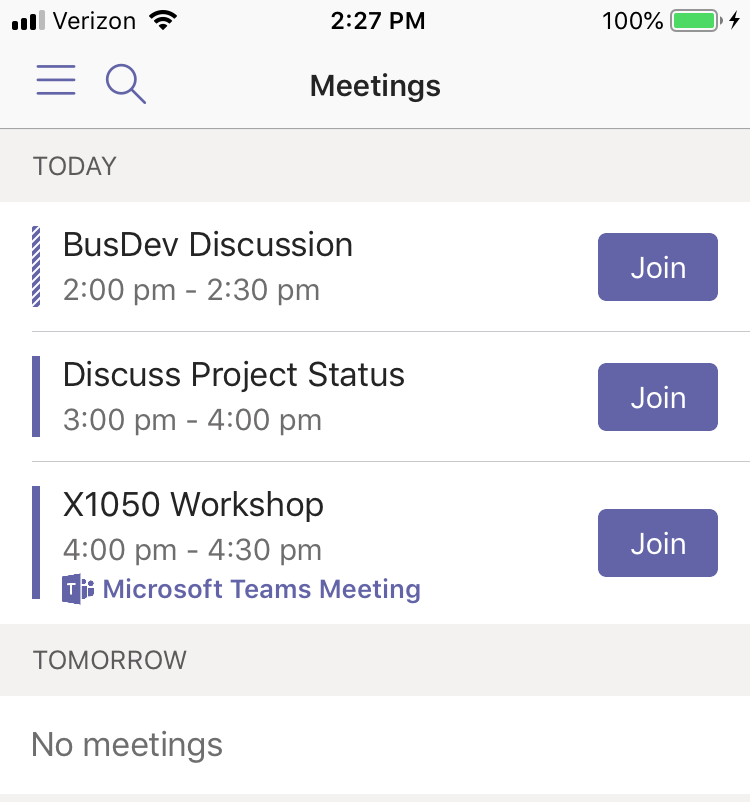 Verizon 2:27 PM 100%
Meetings
TODAY
BusDev Discussion
2:00 pm - 2:30 pm
Join
Discuss Project Status
3:00 pm - 4:00 pm
Join
X1050 Workshop
4:00 pm - 4:30 pm
Microsoft Teams Meeting
Join
TOMORROW
No meetings